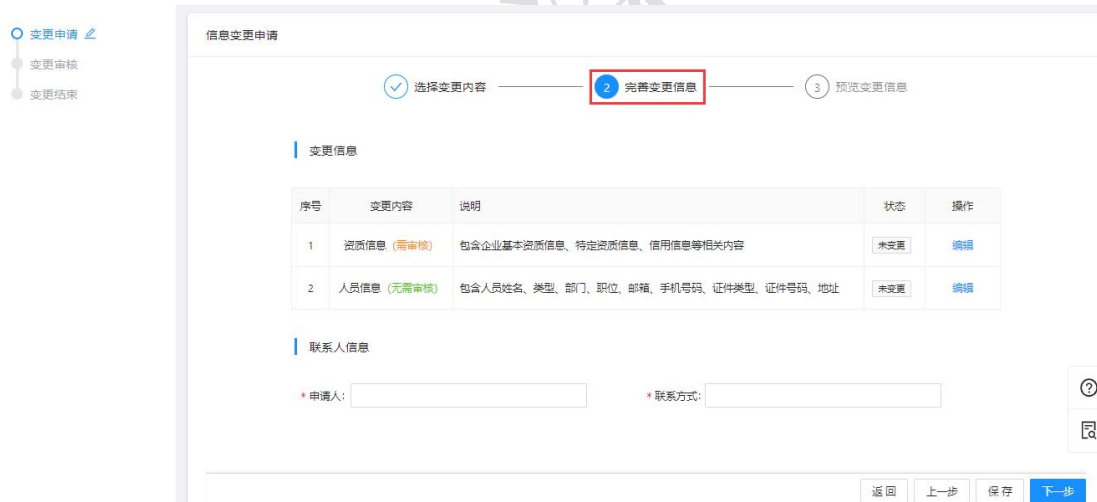 变更申请
变更审核
变更结束
信息变更申请
选择变更内容 2 完善变更信息 3 预览变更信息
变更信息
序号 变更内容 说明 状态 操作
1 资质信息 (需审核) 包含企业基本资质信息、特定资质信息、信用信息等相关内容 未变更 编辑
2 人员信息 (无需审核) 包含人员姓名、类型、部门、职位、邮箱、手机号码、证件类型、证件号码、地址 未变更 编辑
联系人信息
* 申请人: * 联系方式:
返回 上一步 保存 下一步